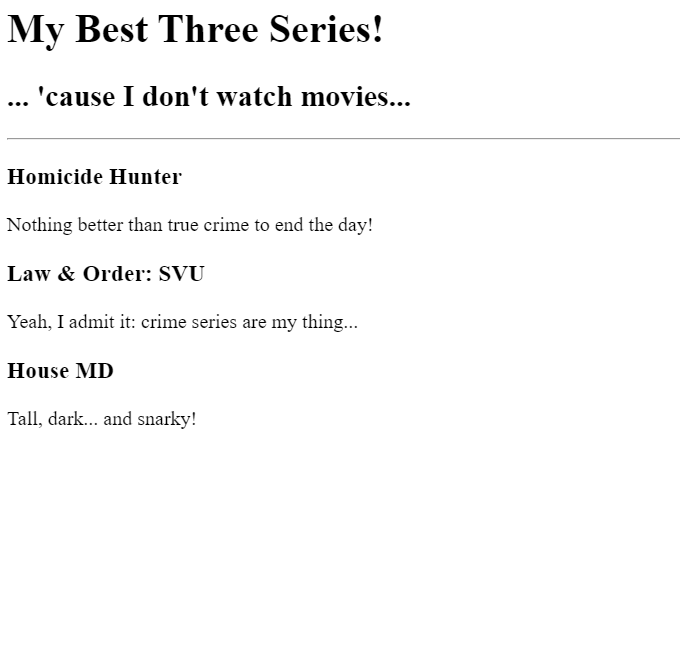 My Best Three Series!
... 'cause I don't watch movies...
Homicide Hunter
Nothing better than true crime to end the day!
Law & Order: SVU
Yeah, I admit it: crime series are my thing...
House MD
Tall, dark... and snarky!